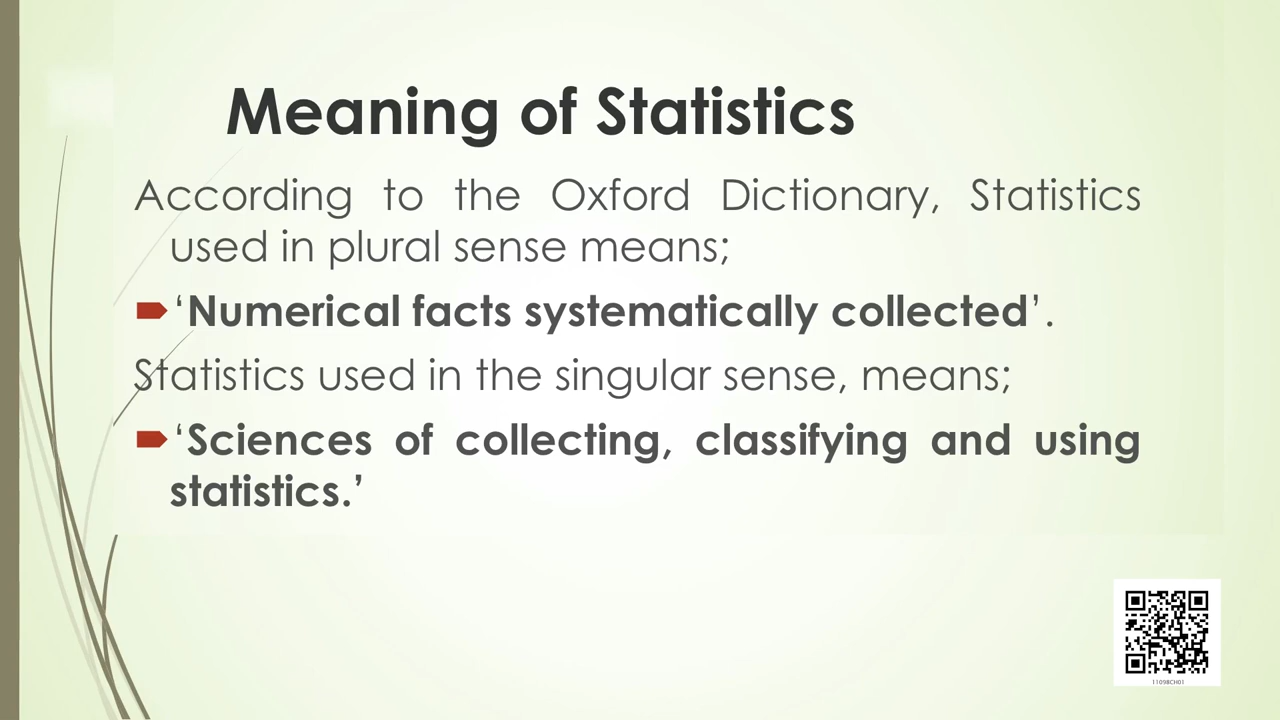 Meaning of Statistics
According to the Oxford Dictionary, Statistics
used in plural sense means;
‘Numerical facts systematically collected’.
Statistics used in the singular sense, means;
‘Sciences of collecting, classifying and using
statistics.’
11098CH01